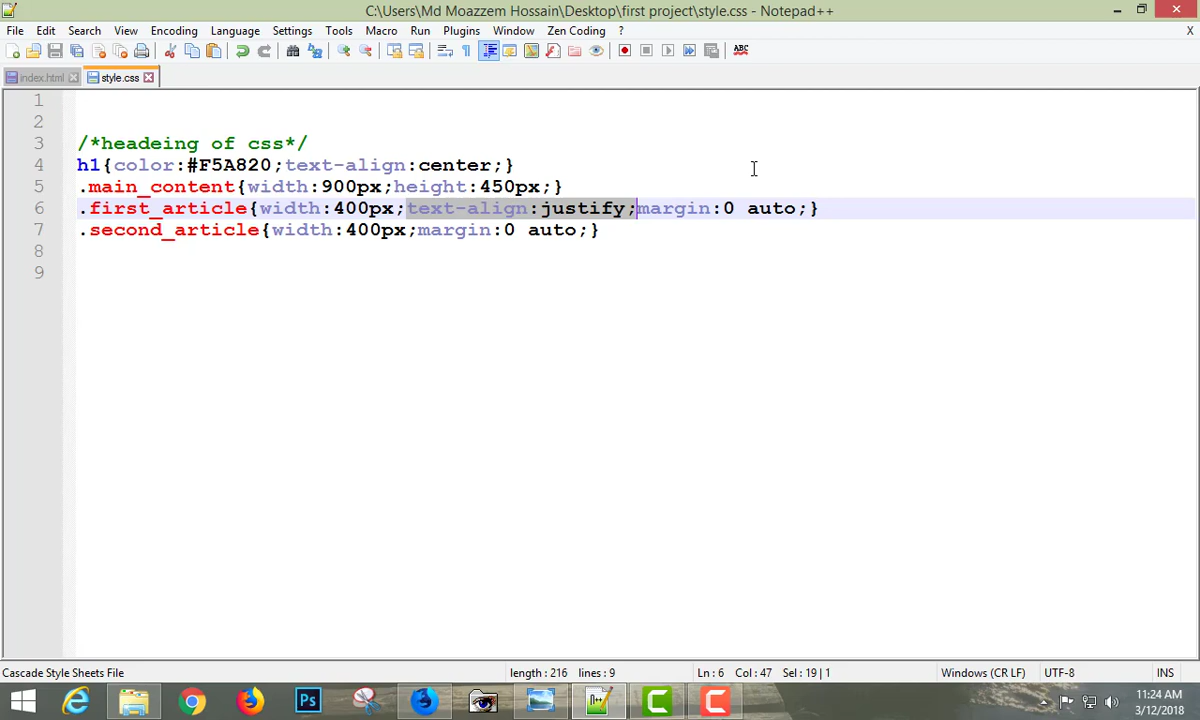 C:\Users\Md Moazzem Hossain\Desktop\first project\style.css - Notepad++
File Edit Search View Encoding Language Settings Tools Macro Run Plugins Window Zen Coding ? X
ABC
index.html style.css
1
2
3 /*headeing of css*/
4 h1{color:#F5A820;text-align:center;}
5 .main_content{width:900px;height:450px;}
6 .first_article{width:400px;text-align:justify;margin:0 auto;}
7 .second_article{width:400px;margin:0 auto;}
8
9
Cascade Style Sheets File length : 216 lines : 9 Ln : 6 Col : 47 Sel : 19 | 1 Windows (CR LF) UTF-8 INS
Ps
11:24 AM
3/12/2018